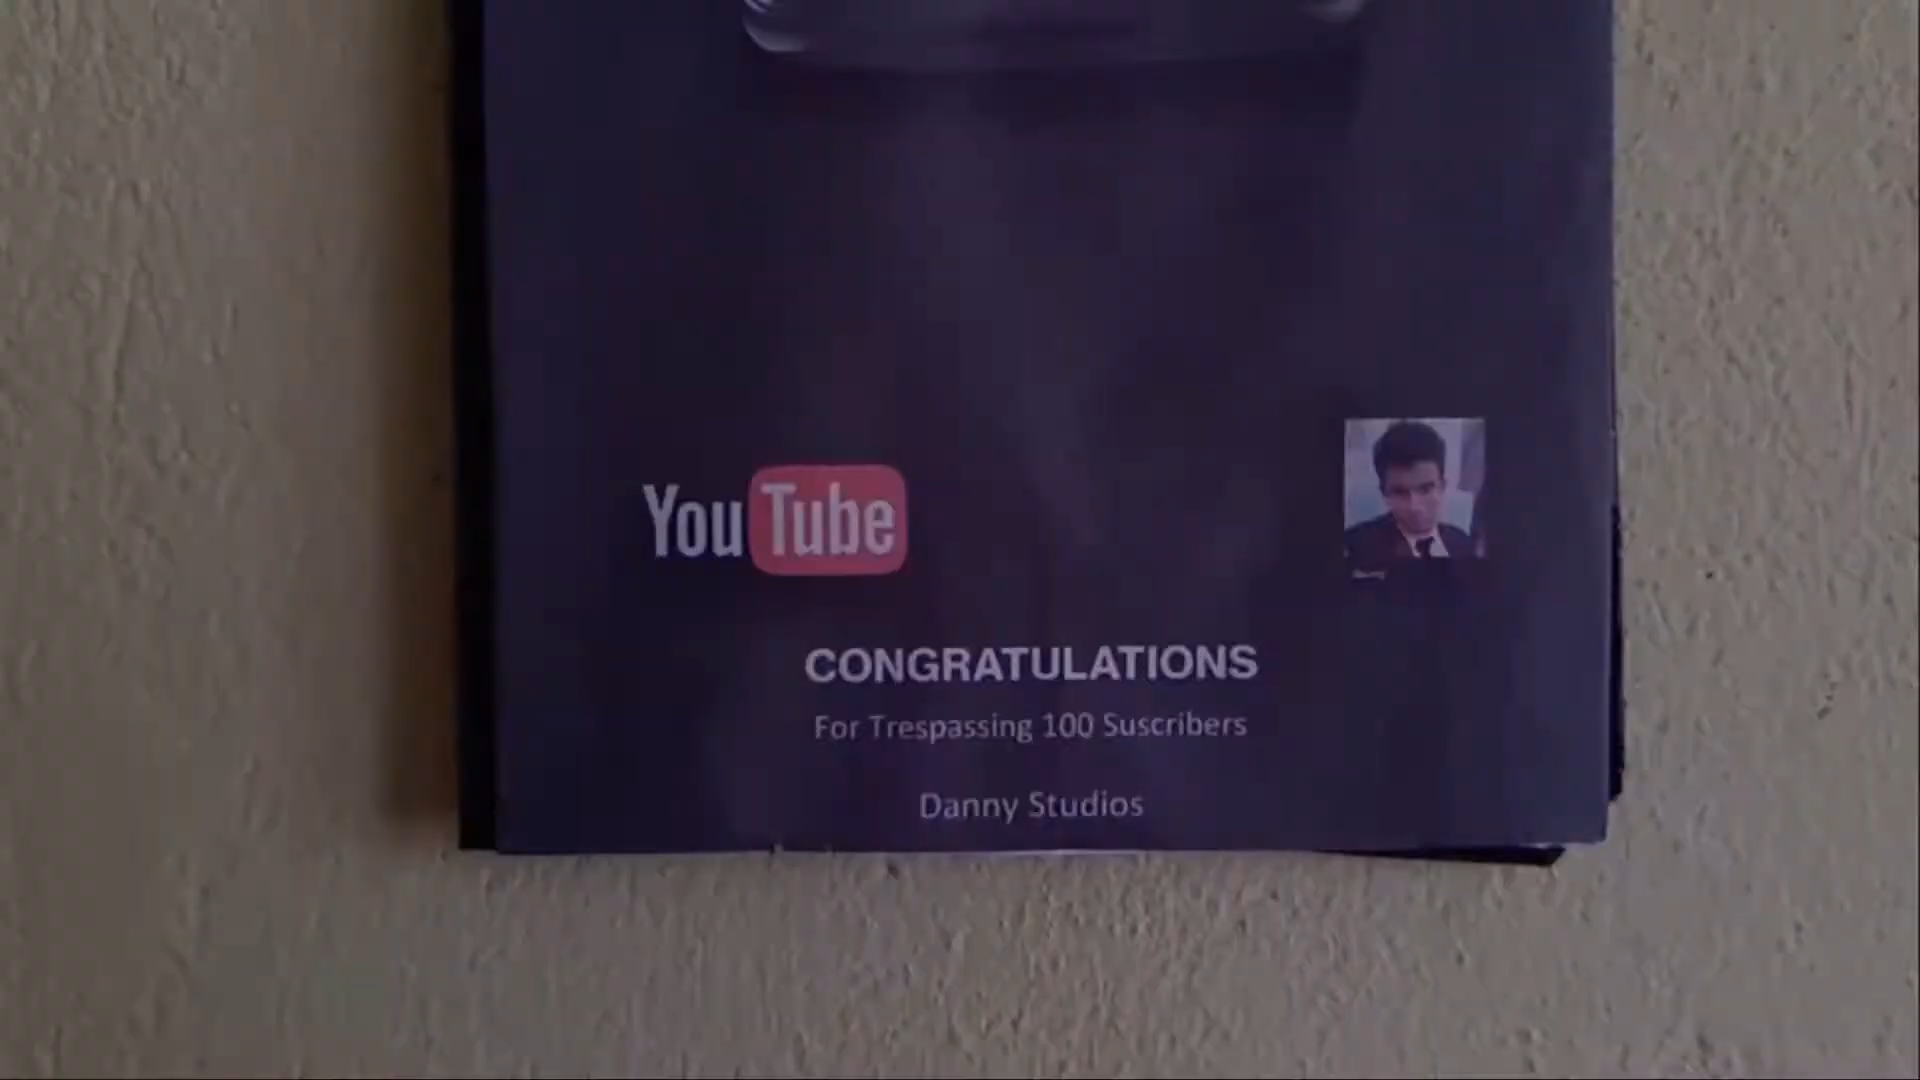 YouTube
CONGRATULATIONS
For Trespassing 100 Suscribers
Danny Studios